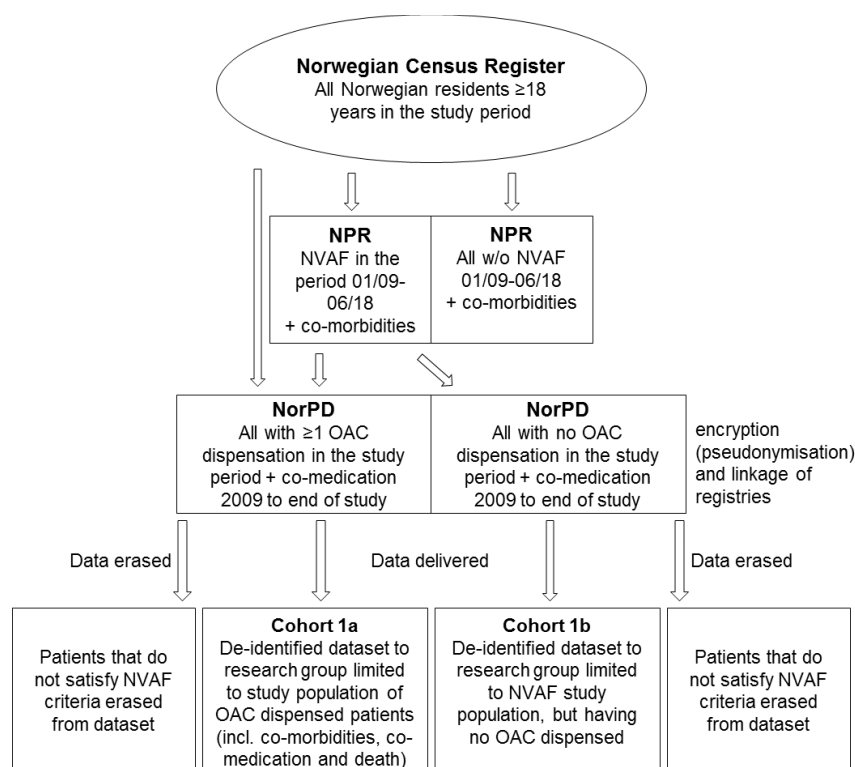 Norwegian Census Register
All Norwegian residents ≥18
years in the study period
NPR
NVAF in the
period 01/09-
06/18
+ co-morbidities
NPR
All w/o NVAF
01/09-06/18
+ co-morbidities
NorPD
All with ≥1 OAC
dispensation in the study
period + co-medication
2009 to end of study
NorPD
All with no OAC
dispensation in the study
period + co-medication
2009 to end of study
encryption
(pseudonymisation)
and linkage of
registries
Data erased
Data delivered
Data erased
Patients that do
not satisfy NVAF
criteria erased
from dataset
Cohort 1a
De-identified dataset to
research group limited
to study population of
OAC dispensed patients
(incl. co-morbidities, co-
medication and death)
Cohort 1b
De-identified dataset to
research group limited
to NVAF study
population, but having
no OAC dispensed
Patients that do
not satisfy NVAF
criteria erased
from dataset